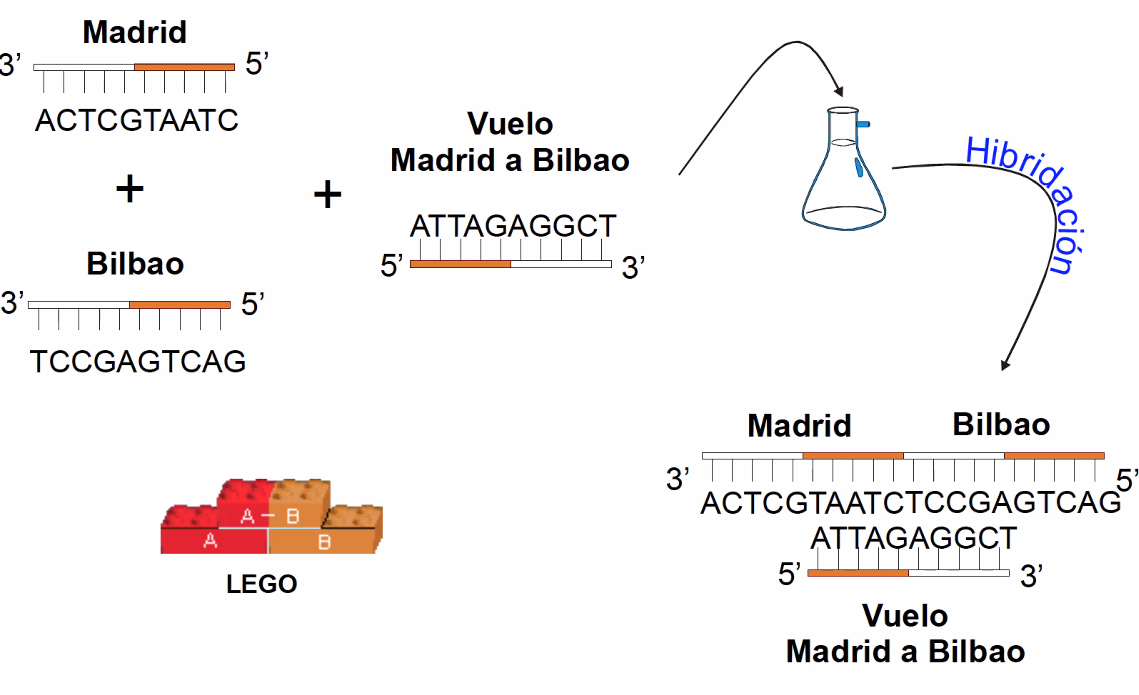 Madrid
3’ 5’
ACTCGTAATC
+
Bilbao
3’ 5’
TCCGAGTCAG
+
Vuelo
Madrid a Bilbao
ATTAGAGGCT
5’ 3’
Hibridación
A – B
A B
LEGO
Madrid Bilbao
3’ 5’
ACTCGTAATCTCCGAGTCAG
ATTAGAGGCT
5’ 3’
Vuelo
Madrid a Bilbao